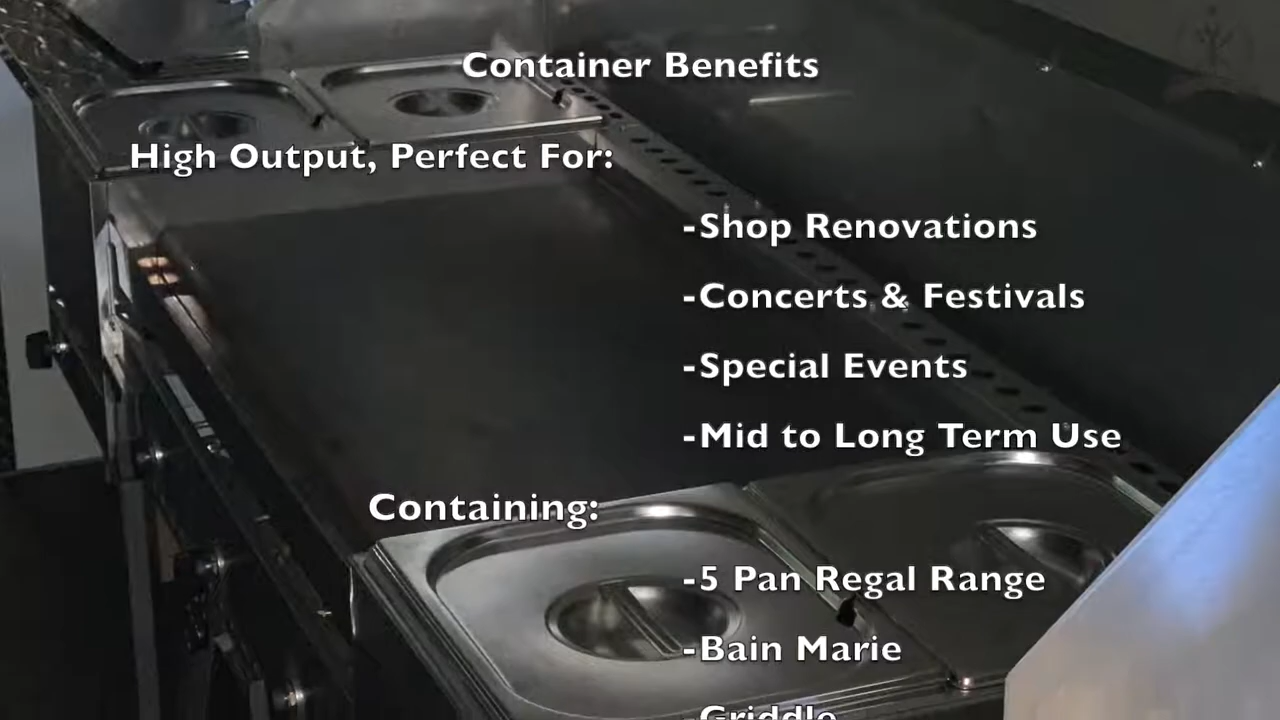 Container Benefits
High Output, Perfect For:
-Shop Renovations
-Concerts & Festivals
-Special Events
-Mid to Long Term Use
Containing:
-5 Pan Regal Range
-Bain Marie
-Griddle